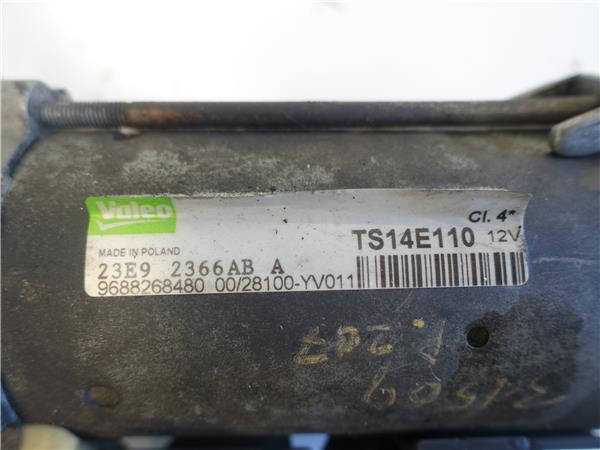 Valeo
Cl. 4*
TS14E110 12V
MADE IN POLAND
23E9 2366AB A
9688268480 00/28100-YV011